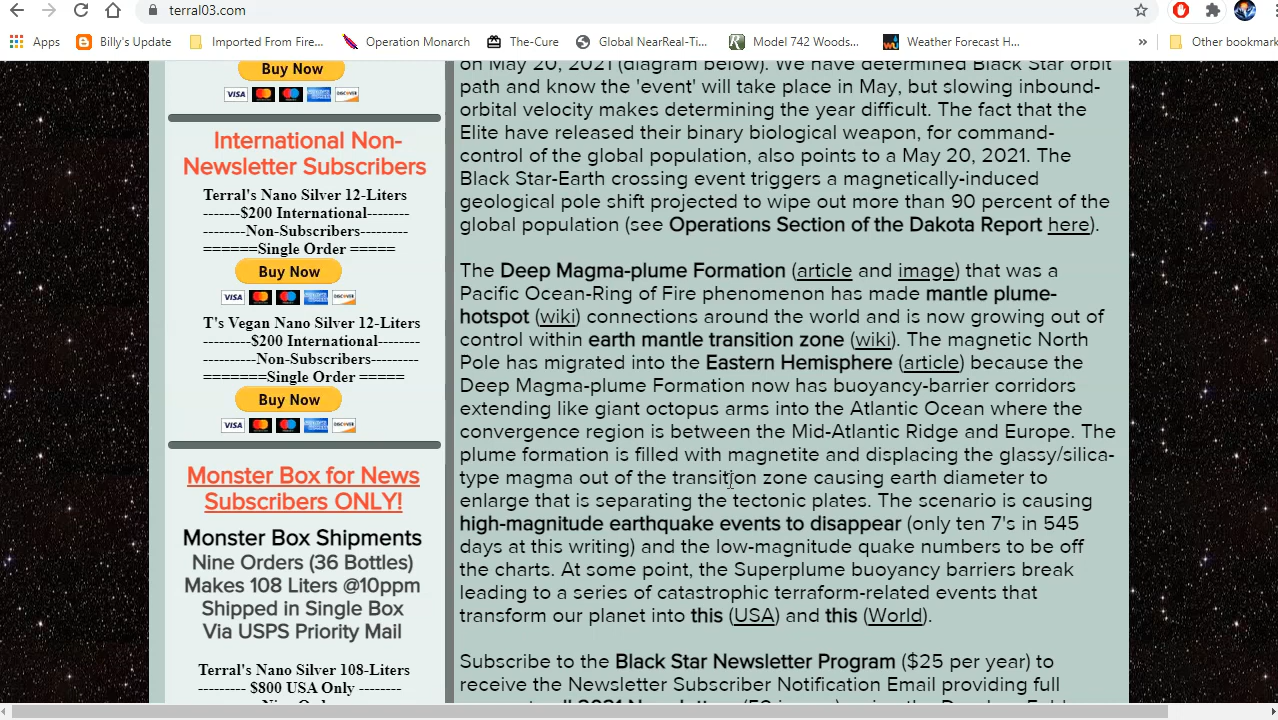 terral03.com
Apps
Billy's Update
Imported From Fire...
Operation Monarch
The-Cure
Global NearReal-Ti...
Model 742 Woods...
Weather Forecast H...
»
Other bookmark
Buy Now
VISA
DISCOVER
International Non-
Newsletter Subscribers
Terral's Nano Silver 12-Liters
-------$200 International--------
--------Non-Subscribers---------
======Single Order =====
Buy Now
VISA
DISCOVER
T's Vegan Nano Silver 12-Liters
---------$200 International-------
---------Non-Subscribers--------
=======Single Order ====
Buy Now
VISA
DISCOVER
Monster Box for News
Subscribers ONLY!
Monster Box Shipments
Nine Orders (36 Bottles)
Makes 108 Liters @10ppm
Shipped in Single Box
Via USPS Priority Mail
Terral's Nano Silver 108-Liters
--------- $800 USA Only -------
on May 20, 2021 (diagram below). We have determined Black Star orbit
path and know the 'event' will take place in May, but slowing inbound-
orbital velocity makes determining the year difficult. The fact that the
Elite have released their binary biological weapon, for command-
control of the global population, also points to a May 20, 2021. The
Black Star-Earth crossing event triggers a magnetically-induced
geological pole shift projected to wipe out more than 90 percent of the
global population (see Operations Section of the Dakota Report here).
The Deep Magma-plume Formation (article and image) that was a
Pacific Ocean-Ring of Fire phenomenon has made mantle plume-
hotspot (wiki) connections around the world and is now growing out of
control within earth mantle transition zone (wiki). The magnetic North
Pole has migrated into the Eastern Hemisphere (article) because the
Deep Magma-plume Formation now has buoyancy-barrier corridors
extending like giant octopus arms into the Atlantic Ocean where the
convergence region is between the Mid-Atlantic Ridge and Europe. The
plume formation is filled with magnetite and displacing the glassy/silica-
type magma out of the transition zone causing earth diameter to
enlarge that is separating the tectonic plates. The scenario is causing
high-magnitude earthquake events to disappear (only ten 7's in 545
days at this writing) and the low-magnitude quake numbers to be off
the charts. At some point, the Superplume buoyancy barriers break
leading to a series of catastrophic terraform-related events that
transform our planet into this (USA) and this (World).
Subscribe to the Black Star Newsletter Program ($25 per year) to
receive the Newsletter Subscriber Notification Email providing full